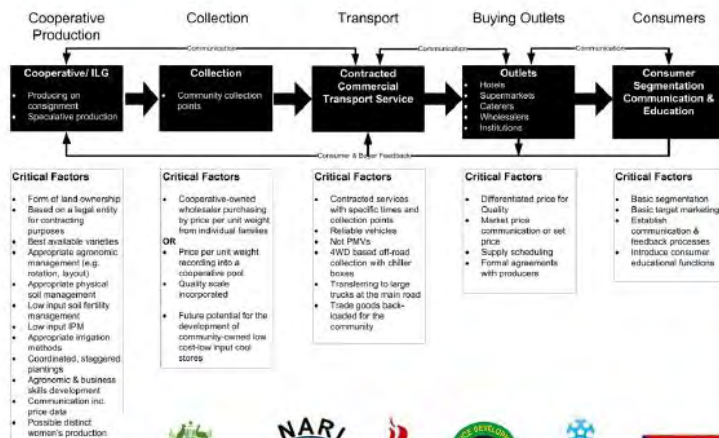 Cooperative
Production
Collection
Transport
Buying Outlets
Consumers
Communication
Communication
Communication
Cooperative/ ILG
• Producing on
consignment
• Speculative production
Collection
• Community collection
points
Contracted
Commercial
Transport Service
Outlets
• Hotels
• Supermarkets
• Caterers
• Wholesalers
• Institutions
Consumer
Segmentation
Communication &
Education
Consumer & Buyer Feedback
Critical Factors
• Form of land ownership
• Based on a legal entity
for contracting
purposes
• Best available varieties
• Appropriate agronomic
management (e.g.
rotation, layout)
• Appropriate physical
soil management
• Low input soil fertility
management
• Low input IPM
• Appropriate irrigation
methods
• Coordinated, staggered
plantings
• Agronomic & business
skills development
• Communication inc.
price data
• Possible distinct
women's production
Critical Factors
• Cooperative-owned
wholesaler purchasing
by price per unit weight
from individual families
OR
• Price per unit weight
recording into a
cooperative pool
• Quality scale
incorporated
• Future potential for the
development of
community-owned low
cost-low input cool
stores
Critical Factors
• Contracted services
with specific times and
collection points
• Reliable vehicles
• Not PMVs
• 4WD based off-road
collection with chiller
boxes
• Transferring to large
trucks at the main road
• Trade goods back-
loaded for the
community
Critical Factors
• Differentiated price for
Quality
• Market price
communication or set
price
• Supply scheduling
• Formal agreements
with producers
Critical Factors
• Basic segmentation
• Basic target marketing
• Establish
communication &
feedback processes
• Introduce consumer
educational functions
NARI